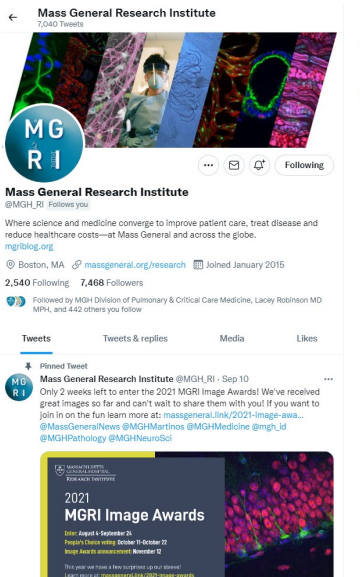 Mass General Research Institute
7,040 Tweets
MG
RI
Following
Mass General Research Institute
@MGH_RI Follows you
Where science and medicine converge to improve patient care, treat disease and
reduce healthcare costs—at Mass General and across the globe.
mgriblog.org
Boston, MA massgeneral.org/research Joined January 2015
2,540 Following 7,468 Followers
Followed by MGH Division of Pulmonary & Critical Care Medicine, Lacey Robinson MD
MPH, and 442 others you follow
Tweets Tweets & replies Media Likes
Pinned Tweet
MG
RI
Mass General Research Institute @MGH_RI · Sep 10
Only 2 weeks left to enter the 2021 MGRI Image Awards! We've received
great images so far and can't wait to share them with you! If you want to
join in on the fun learn more at: massgeneral.link/2021-image-awa...
@MassGeneralNews @MGHMartinos @MGHMedicine @mgh_id
@MGHPathology @MGHNeuroSci
MASSACHUSETTS
GENERAL HOSPITAL
RESEARCH INSTITUTE
2021
MGRI Image Awards
Enter: August 4-September 24
People's Choice voting: October 11-October 22
Image Awards announcement: November 12
This year we have a few surprises up our sleeve!
Learn more at: massgeneral.link/2021-image-awards